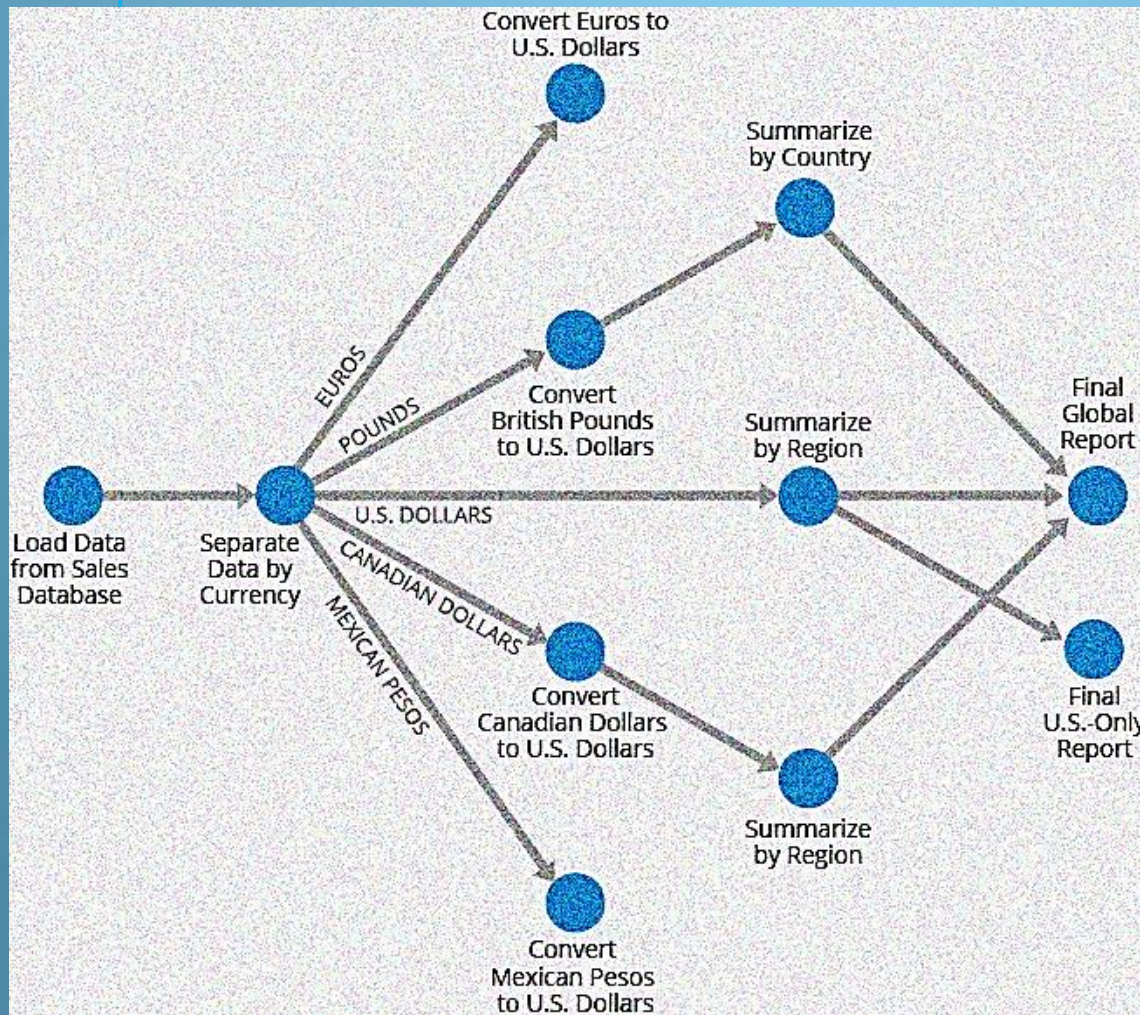 Convert Euros to
U.S. Dollars
Summarize
by Country
EUROS
POUNDS
Convert
British Pounds
to U.S. Dollars
Summarize
by Region
Final
Global
Report
Load Data
from Sales
Database
Separate
Data by
Currency
U.S. DOLLARS
CANADIAN DOLLARS
MEXICAN PESOS
Convert
Canadian Dollars
to U.S. Dollars
Final
U.S.-Only
Report
Summarize
by Region
Convert
Mexican Pesos
to U.S. Dollars